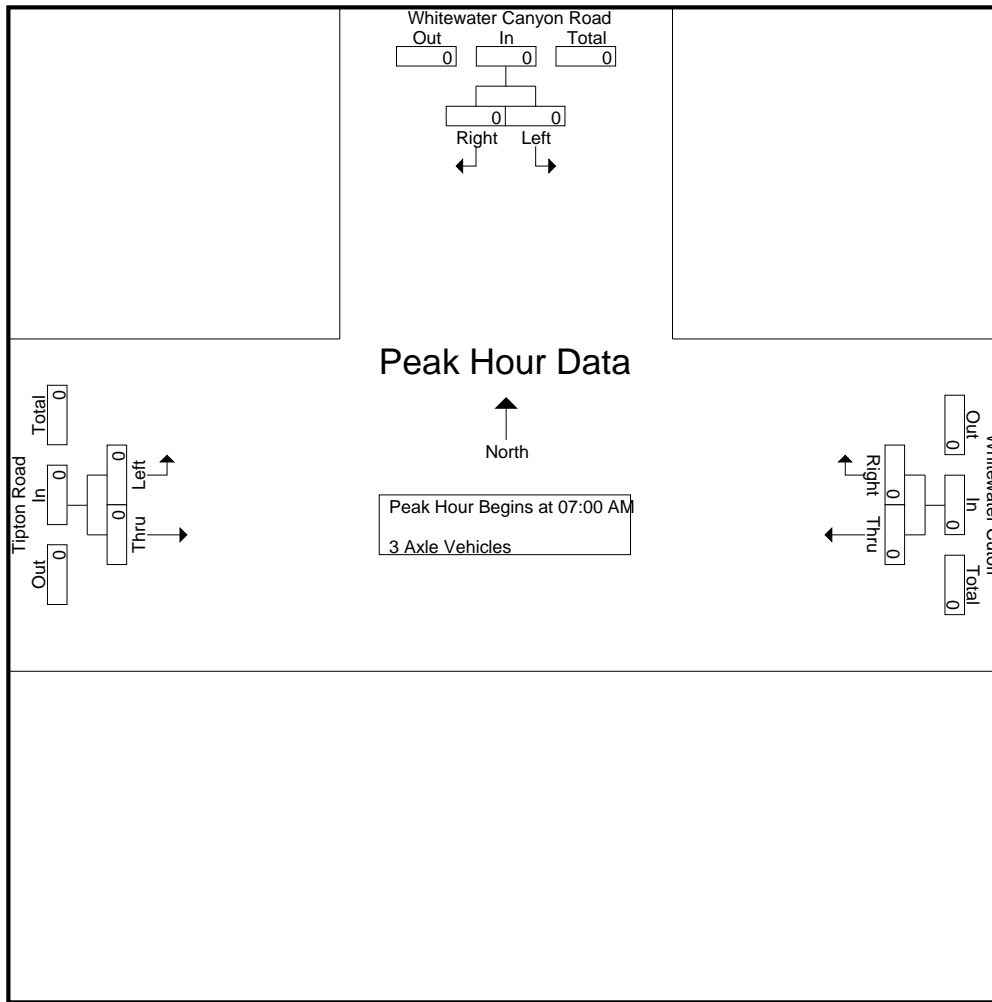 Whitewater Canyon Road
Out In Total
0 0 0
0 0
Right Left
Peak Hour Data
North
Peak Hour Begins at 07:00 AM
3 Axle Vehicles
Tipton Road
Total In Out
0 0 0
0 0
Left Thru
Whitewater
Out In Total
0 0 0
0 0
Right Thru